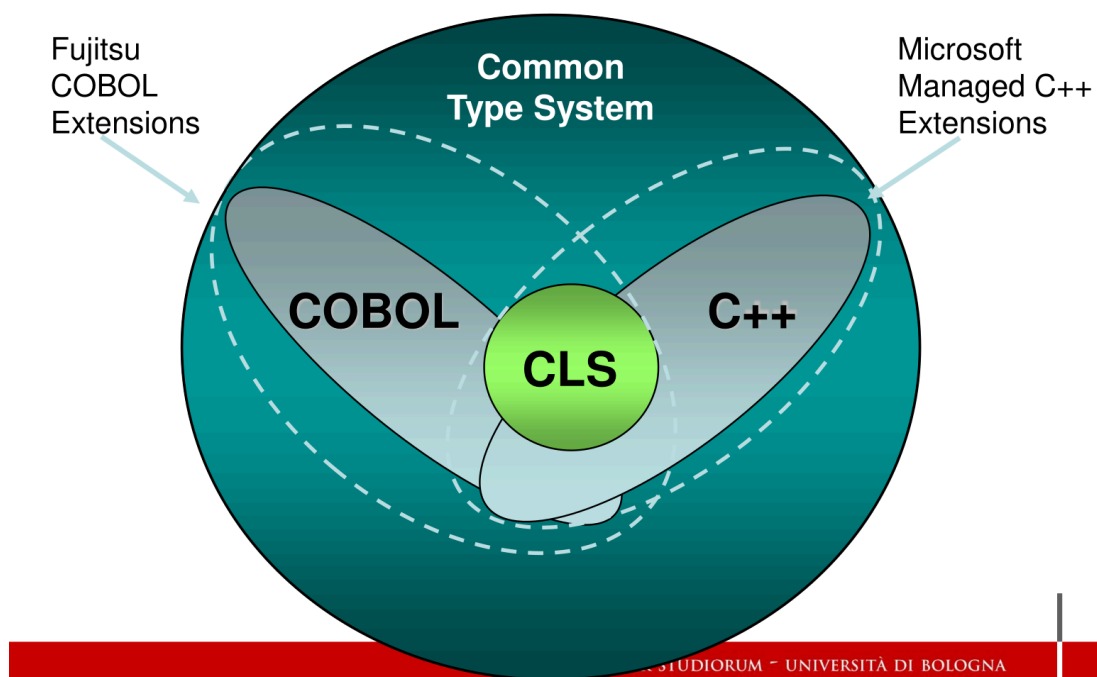 Fujitsu
COBOL
Extensions
Common
Type System
Microsoft
Managed C++
Extensions
COBOL
C++
CLS
STUDIORUM - UNIVERSITÀ DI BOLOGNA